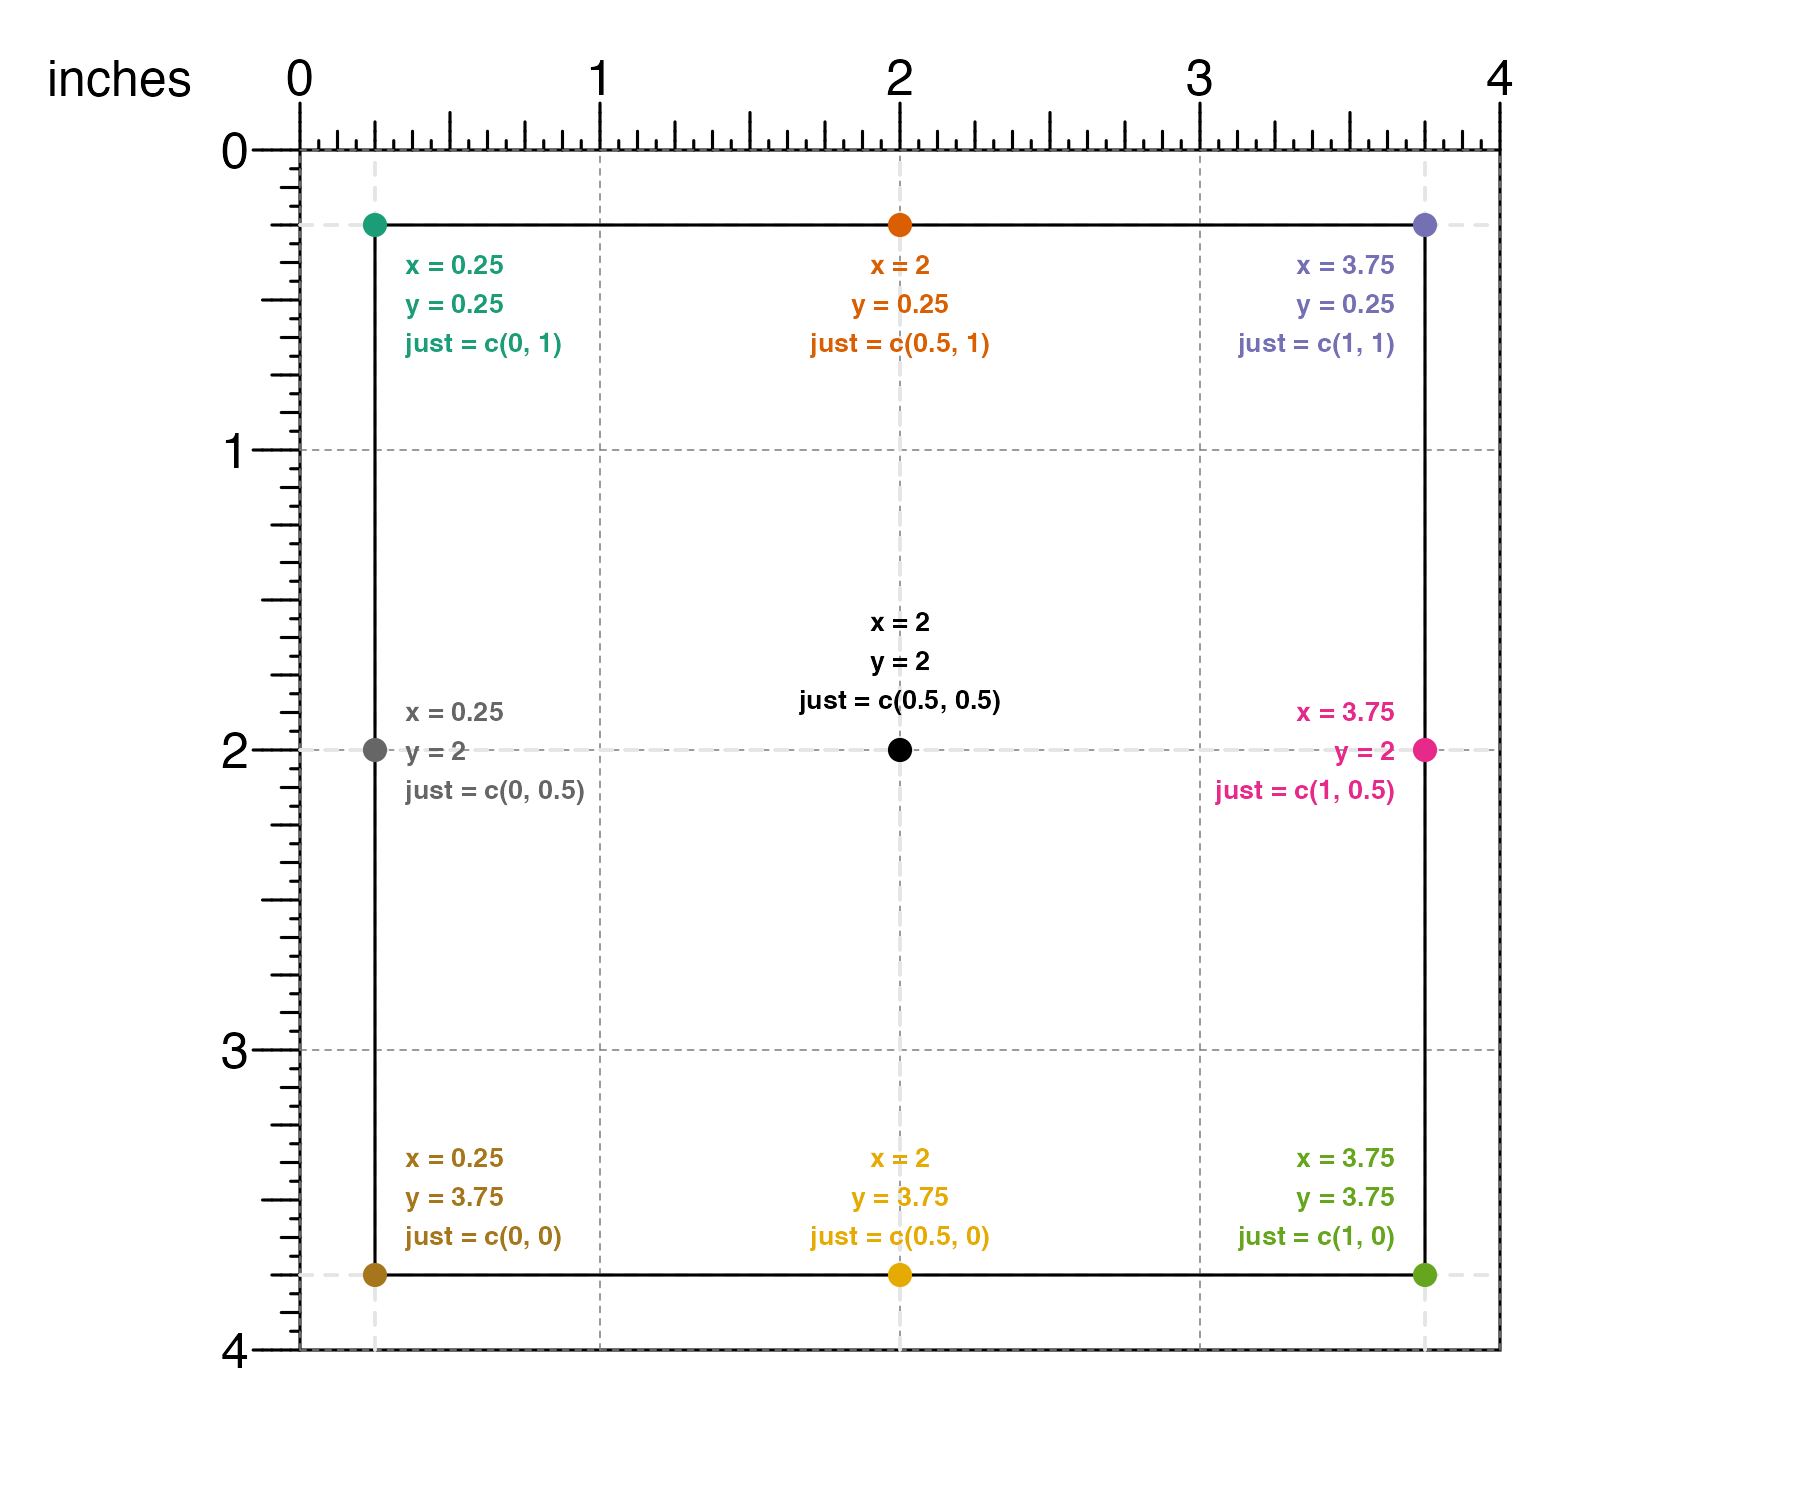 inches
0 1 2 3 4
0
x = 0.25
y = 0.25
just = c(0, 1)
x = 2
y = 0.25
just = c(0.5, 1)
x = 3.75
y = 0.25
just = c(1, 1)
1
x = 2
y = 2
just = c(0.5, 0.5)
2
x = 0.25
y = 2
just = c(0, 0.5)
x = 3.75
y = 2
just = c(1, 0.5)
3
x = 0.25
y = 3.75
just = c(0, 0)
x = 2
y = 3.75
just = c(0.5, 0)
x = 3.75
y = 3.75
just = c(1, 0)
4